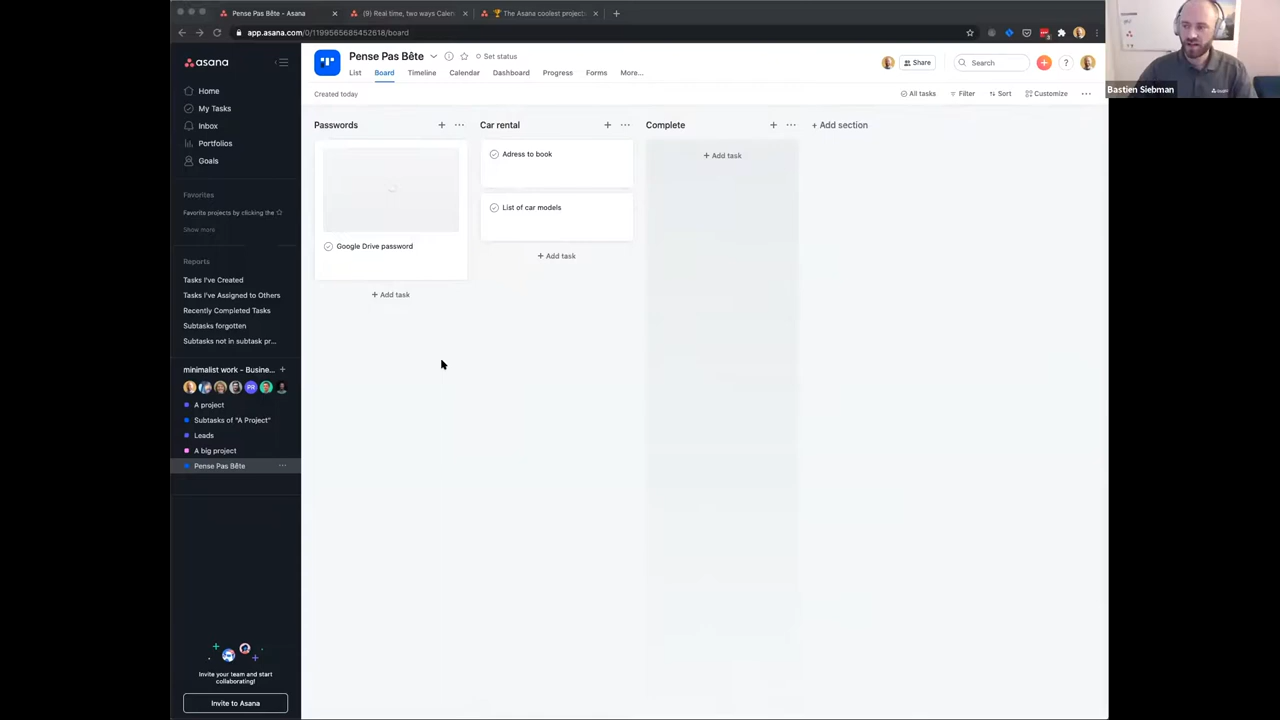 Pense Pas Bête - Asana
(9) Real time, two ways Calen
The Asana coolest project
app.asana.com/0/1199565485452618/board
asana
Home
My Tasks
Inbox
Portfolios
Goals
Favorites
Favorite projects by clicking the
Show more
Reports
Tasks I've Created
Tasks I've Assigned to Others
Recently Completed Tasks
Subtasks forgotten
Subtasks not in subtask pr...
minimalist work - Busine...
PR
A project
Subtasks of "A Project"
Leads
A big project
Pense Pas Bête
Invite your team and start
collaborating!
Invite to Asana
Pense Pas Bête
Set status
List
Board
Timeline
Calendar
Dashboard
Progress
Forms
More...
Share
Search
Created today
All tasks
Filter
Sort
Customize
Passwords
Google Drive password
+ Add task
Car rental
Adress to book
List of car models
+ Add task
Complete
+ Add task
+ Add section
Bastien Siebman